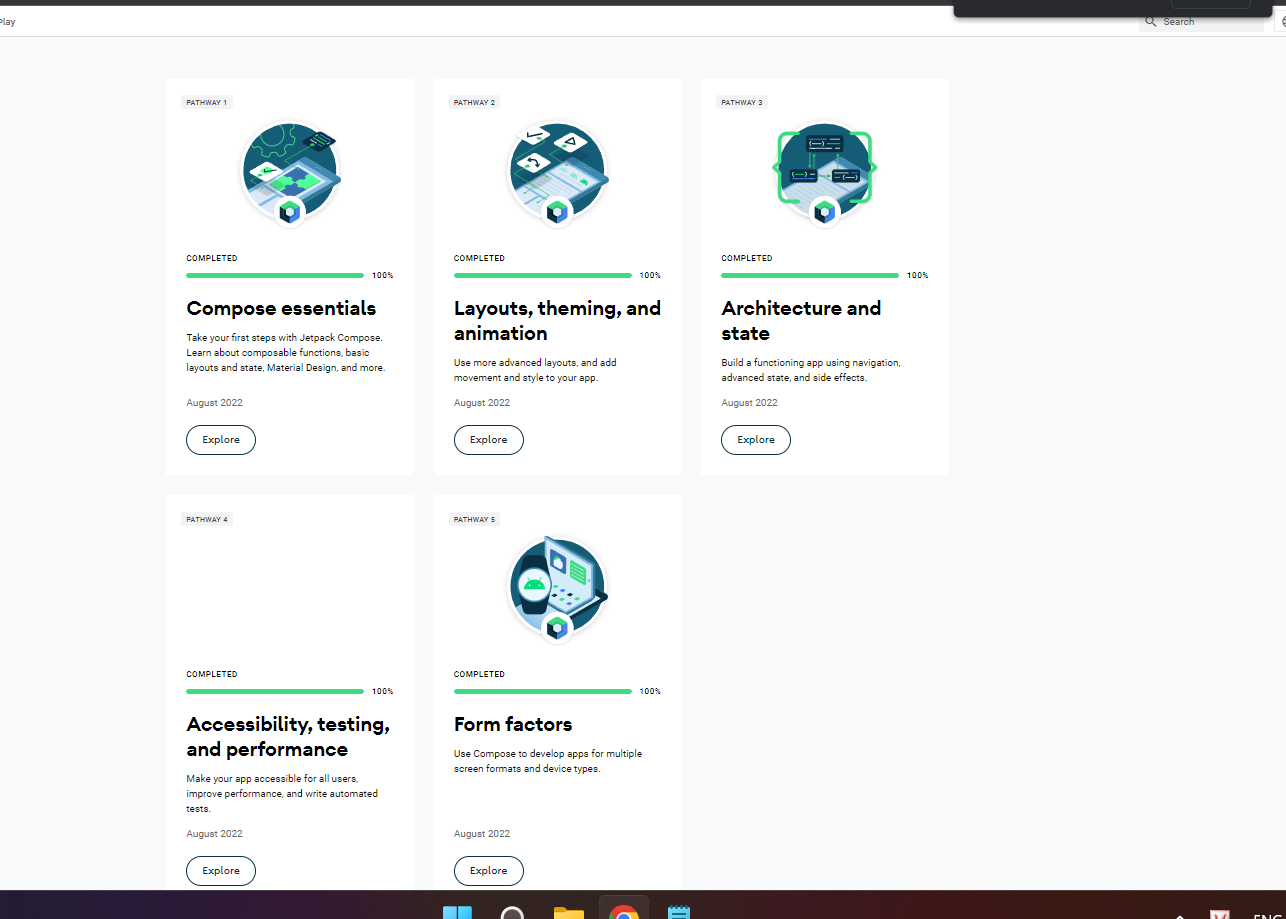 Play
Search
PATHWAY 1
COMPLETED
100%
Compose essentials
Take your first steps with Jetpack Compose.
Learn about composable functions, basic
layouts and state, Material Design, and more.
August 2022
Explore
PATHWAY 2
COMPLETED
100%
Layouts, theming, and
animation
Use more advanced layouts, and add
movement and style to your app.
August 2022
Explore
PATHWAY 3
COMPLETED
100%
Architecture and
state
Build a functioning app using navigation,
advanced state, and side effects.
August 2022
Explore
PATHWAY 4
COMPLETED
100%
Accessibility, testing,
and performance
Make your app accessible for all users,
improve performance, and write automated
tests.
August 2022
Explore
PATHWAY 5
COMPLETED
100%
Form factors
Use Compose to develop apps for multiple
screen formats and device types.
August 2022
Explore
ENG